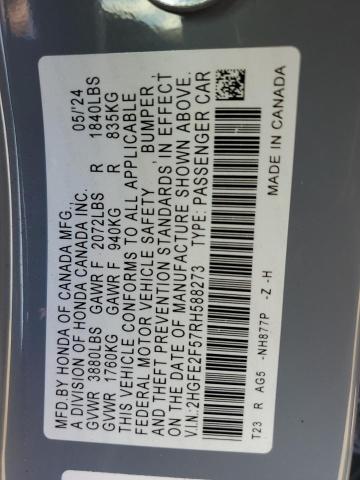 MFD.BY HONDA OF CANADA MFG., 05/'24
A DIVISION OF HONDA CANADA INC.
GVWR 3880LBS GAWR F 2072LBS R 1840LBS
GVWR 1760KG GAWR F 940KG R 835KG
THIS VEHICLE CONFORMS TO ALL APPLICABLE
FEDERAL MOTOR VEHICLE SAFETY, BUMPER,
AND THEFT PREVENTION STANDARDS IN EFFECT
ON THE DATE OF MANUFACTURE SHOWN ABOVE.
V.I.N:2HGFE2F57RH588273 TYPE: PASSENGER CAR
T23 R AG5 -NH877P -Z -H
MADE IN CANADA